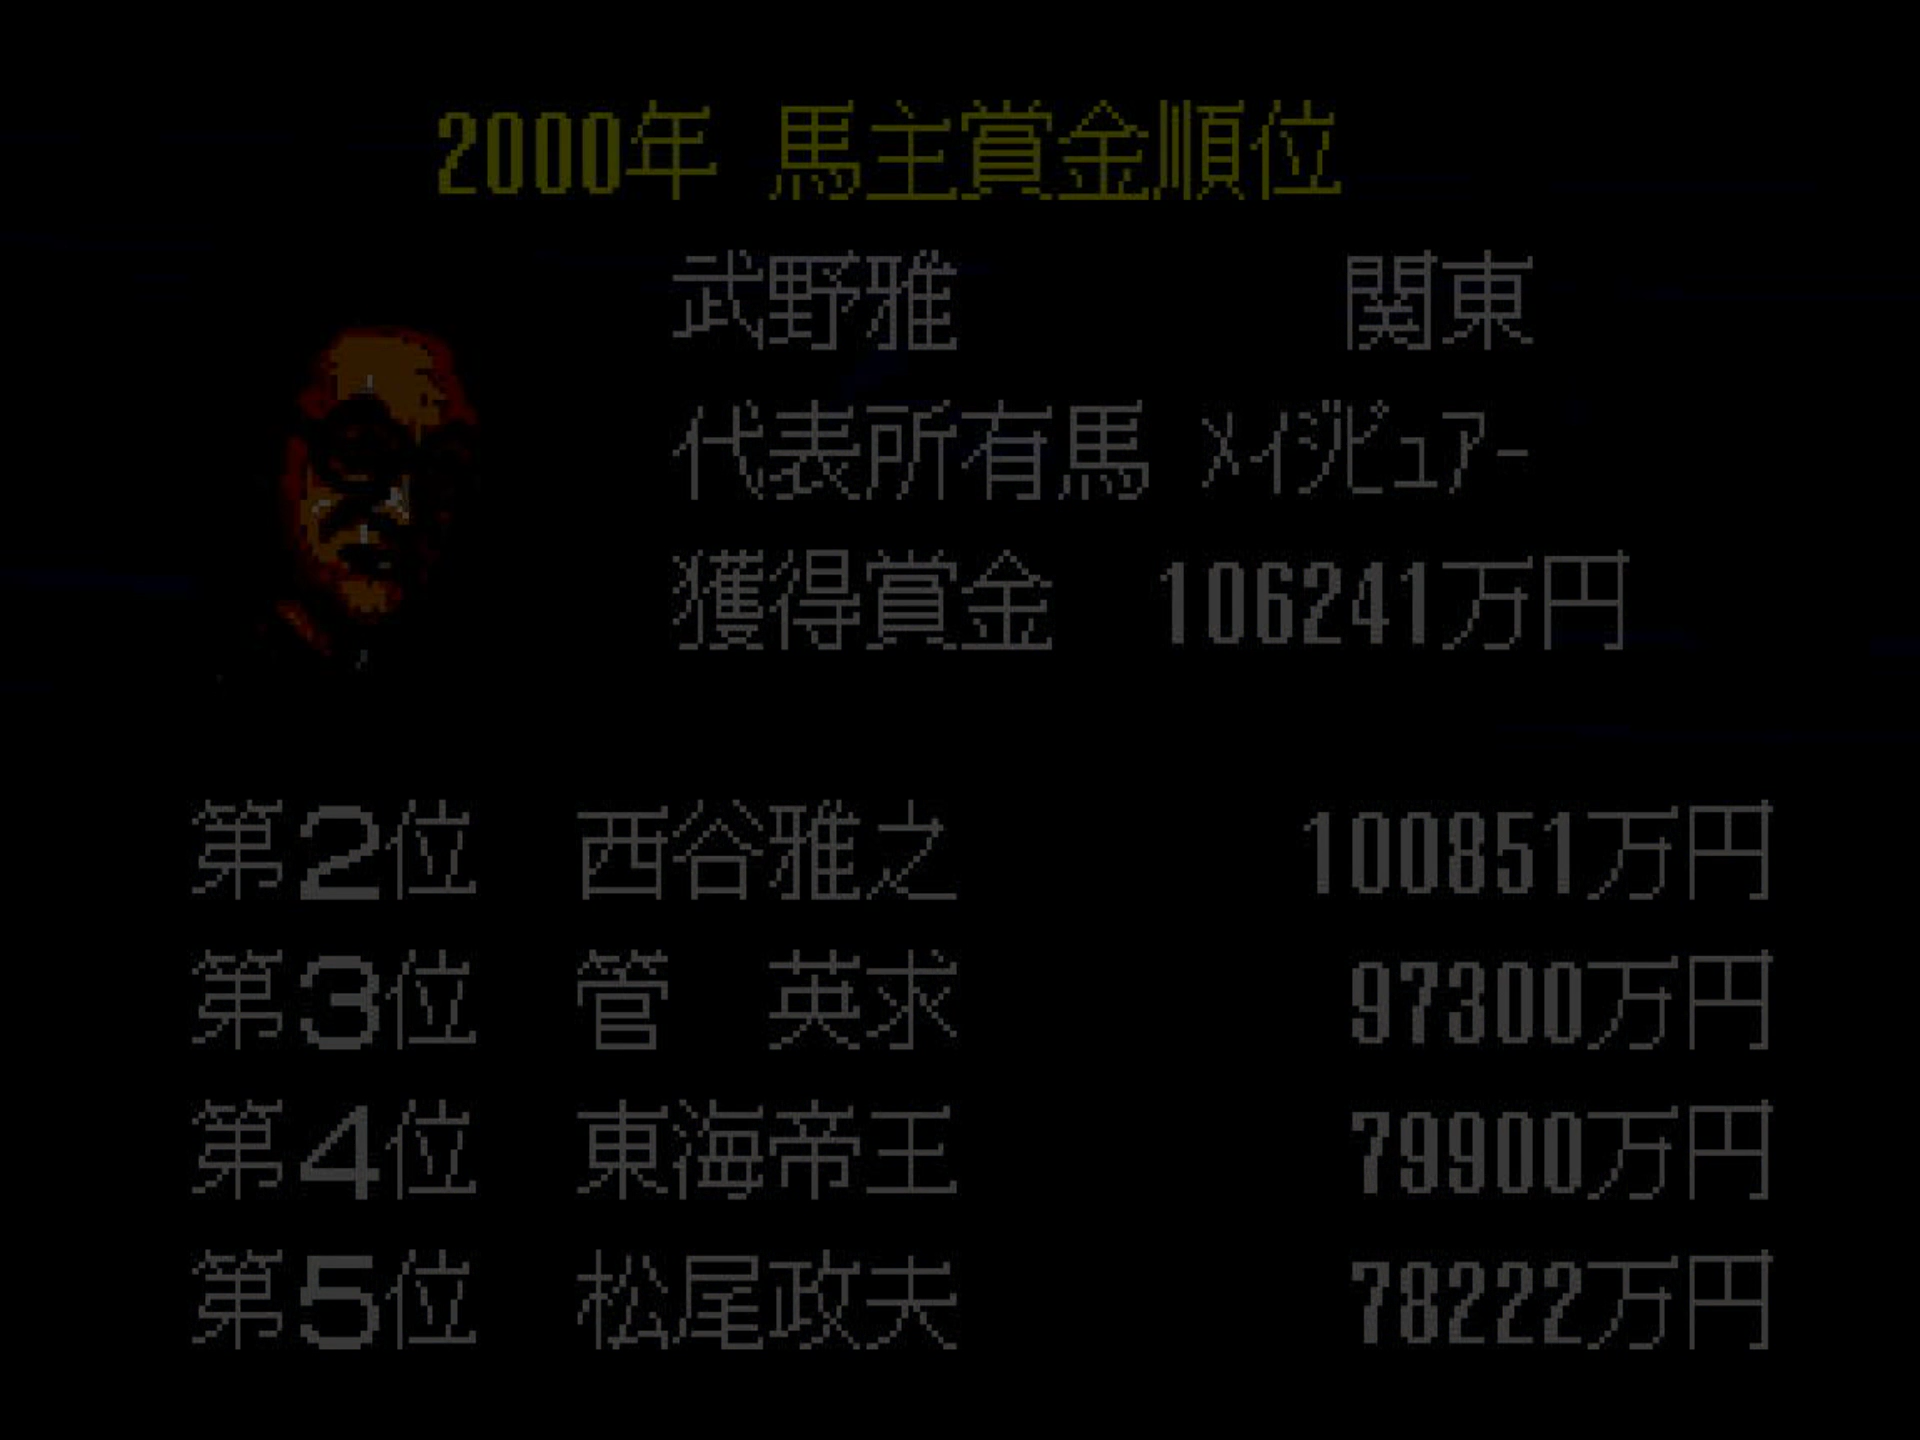 2000年 馬主賞金順位
武野雅 関東
代表所有馬 ﾒｲｼﾞﾋﾟｭｱｰ
獲得賞金 106241万円
第2位 西谷雅之 100851万円
第3位 管　英求 97300万円
第4位 東海帝王 79900万円
第5位 松尾政夫 78222万円